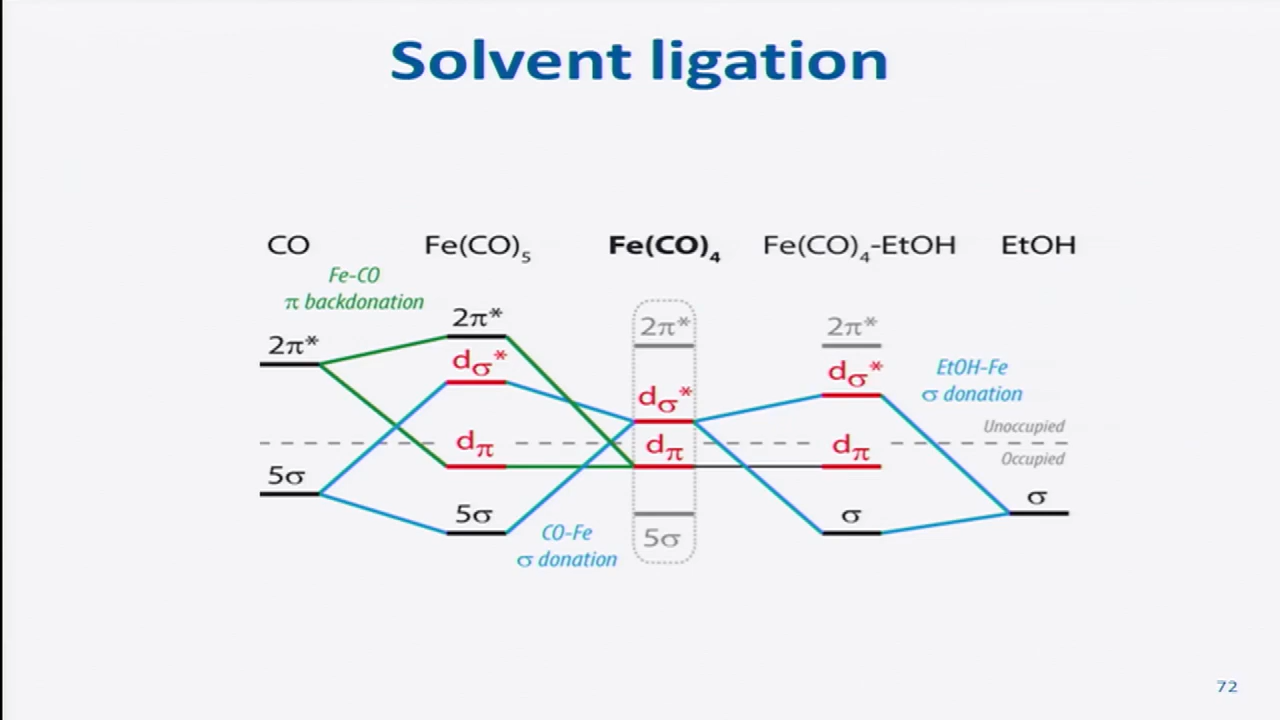 Solvent ligation
CO Fe(CO)5 Fe(CO)4 Fe(CO)4-EtOH EtOH
Fe-CO
π backdonation
2π*
5σ
2π*
dσ*
dπ
5σ
CO-Fe
σ donation
2π*
dσ*
dπ
5σ
2π*
dσ*
dπ
σ
EtOH-Fe
σ donation
Unoccupied
Occupied
σ
72